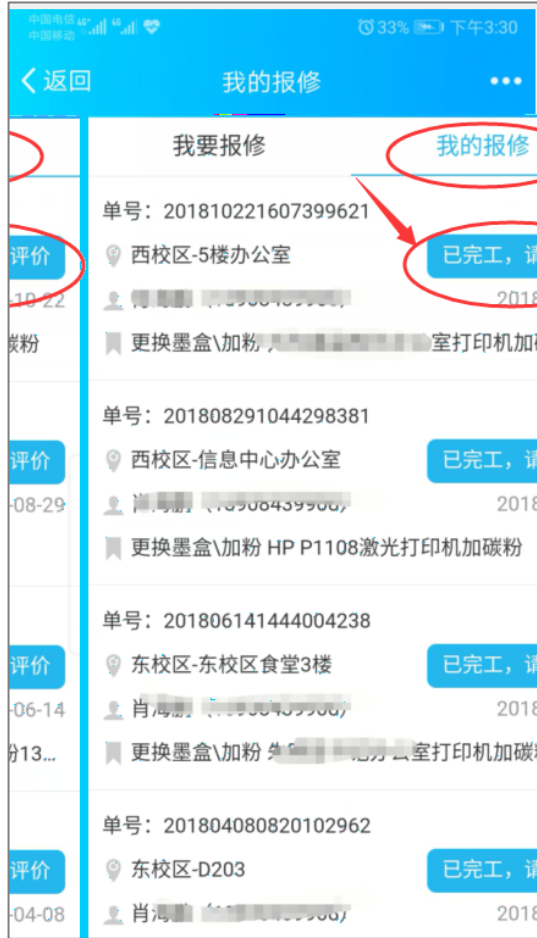 中国电信
中国移动
33% 下午3:30
返回 我的报修
我要报修 我的报修
单号：201810221607399621
评价 西校区-5楼办公室 已完工，请
-10-22 2018
碳粉 更换墨盒\加粉 室打印机加
单号：201808291044298381
评价 西校区-信息中心办公室 已完工，请
-08-29 2018
更换墨盒\加粉 HP P1108激光打印机加碳粉
单号：201806141444004238
评价 东校区-东校区食堂3楼 已完工，请
-06-14 肖海 2018
份13... 更换墨盒\加粉 室打印机加碳
单号：201804080820102962
评价 东校区-D203 已完工，请
-04-08 肖海 2018